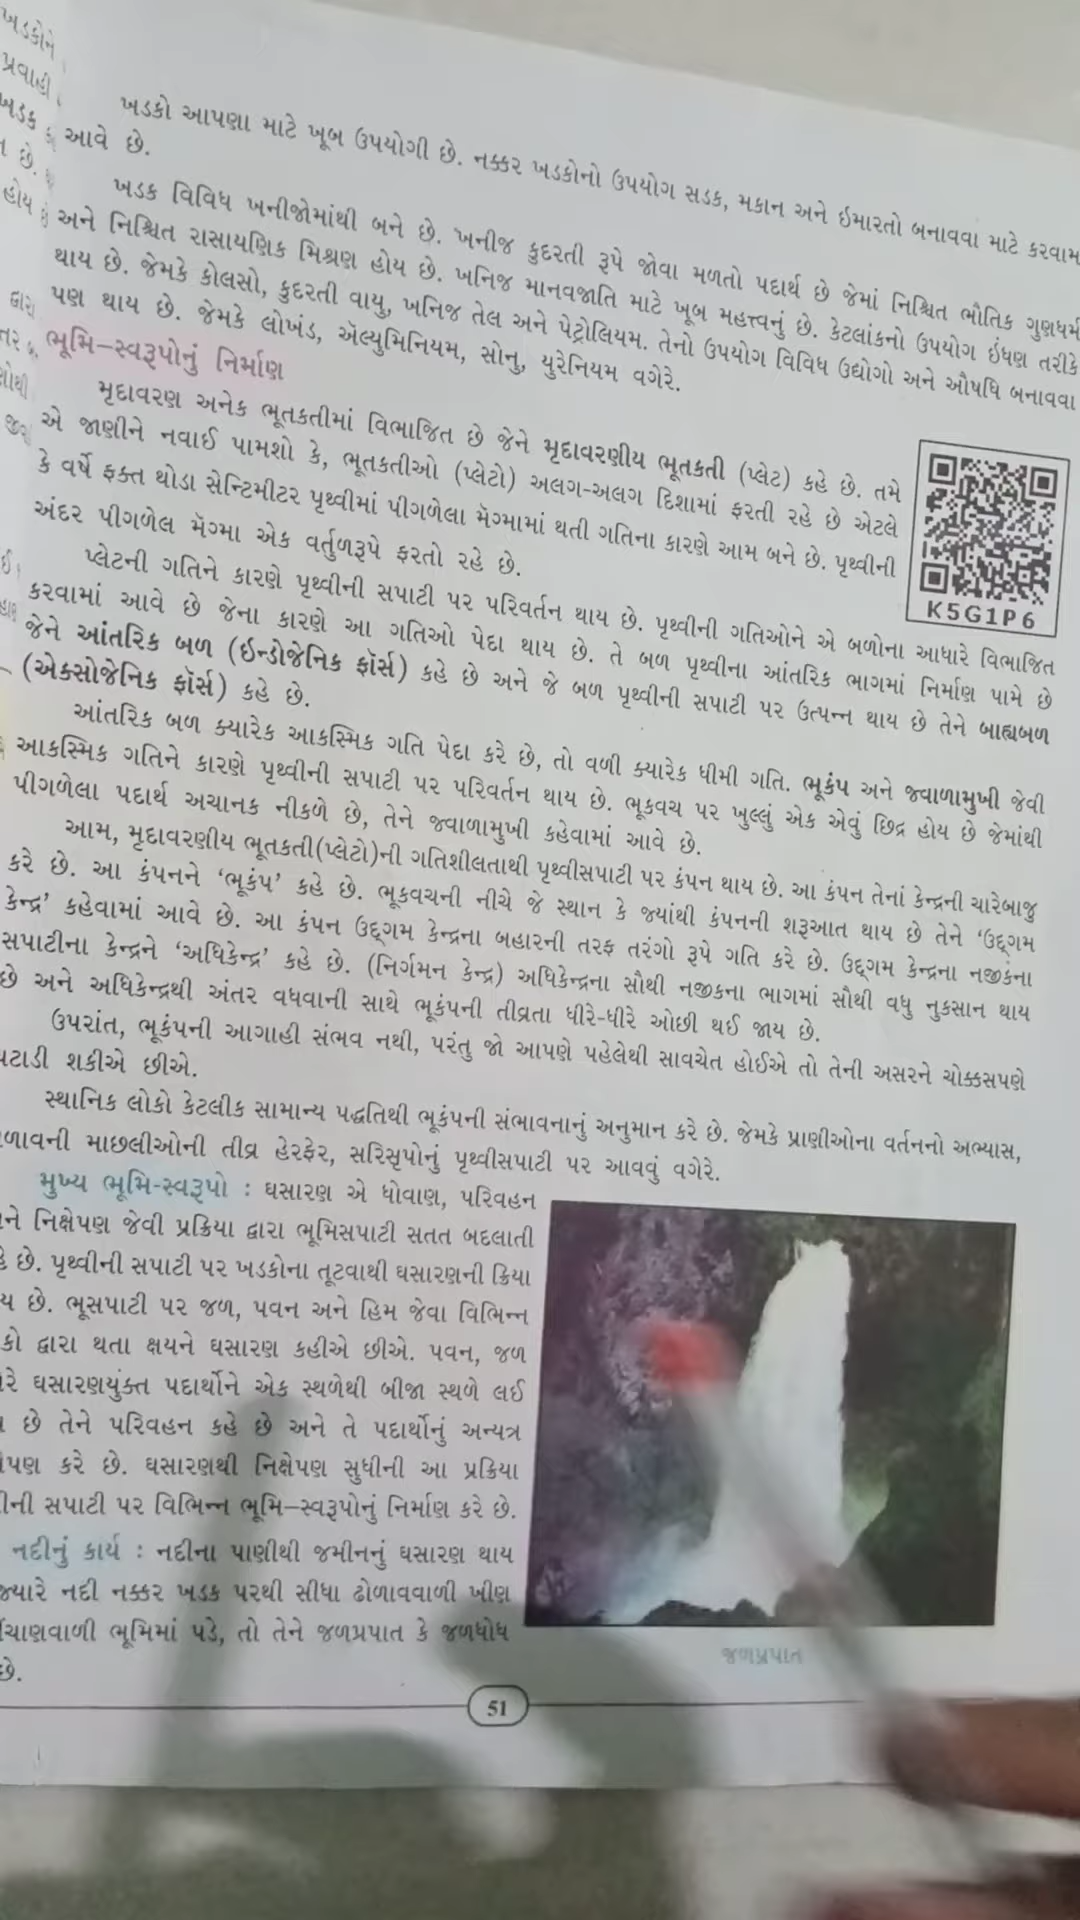 ખડકોને
પ્રવાહી
ખડક
ત છે.
હોય
દ્વારા
ખડકો આપણા માટે ખૂબ ઉપયોગી છે. નક્કર ખડકોનો ઉપયોગ સડક, મકાન અને ઇમારતો બનાવવા માટે કરવામાં
આવે છે.
ખડક વિવિધ ખનીજોમાંથી બને છે. ખનીજ કુદરતી રૂપે જોવા મળતો પદાર્થ છે જેમાં નિશ્ચિત ભૌતિક ગુણધર્મ
અને નિશ્ચિત રાસાયણિક મિશ્રણ હોય છે. ખનિજ માનવજાતિ માટે ખૂબ મહત્ત્વનું છે. કેટલાંકનો ઉપયોગ ઇંધણ તરીકે
થાય છે. જેમકે કોલસો, કુદરતી વાયુ, ખનિજ તેલ અને પેટ્રોલિયમ. તેનો ઉપયોગ વિવિધ ઉદ્યોગો અને ઔષધિ બનાવવા
પણ થાય છે. જેમકે લોખંડ, ઍલ્યુમિનિયમ, સોનુ, યુરેનિયમ વગેરે.
ભૂમિ–સ્વરૂપોનું નિર્માણ
મૃદાવરણ અનેક ભૂતકતીમાં વિભાજિત છે જેને મૃદાવરણીય ભૂતકતી (પ્લેટ) કહે છે. તમે
એ જાણીને નવાઈ પામશો કે, ભૂતકતીઓ (પ્લેટો) અલગ-અલગ દિશામાં ફરતી રહે છે એટલે
કે વર્ષે ફક્ત થોડા સેન્ટિમીટર પૃથ્વીમાં પીગળેલા મૅગ્મામાં થતી ગતિના કારણે આમ બને છે. પૃથ્વીની
અંદર પીગળેલ મૅગ્મા એક વર્તુળરૂપે ફરતો રહે છે.
K5G1P6
પ્લેટની ગતિને કારણે પૃથ્વીની સપાટી પર પરિવર્તન થાય છે. પૃથ્વીની ગતિઓને એ બળોના આધારે વિભાજિત
કરવામાં આવે છે જેના કારણે આ ગતિઓ પેદા થાય છે. તે બળ પૃથ્વીના આંતરિક ભાગમાં નિર્માણ પામે છે
જેને આંતરિક બળ (ઇન્ડોજેનિક ફૉર્સ) કહે છે અને જે બળ પૃથ્વીની સપાટી પર ઉત્પન્ન થાય છે તેને બાહ્યબળ
(એક્સોજેનિક ફૉર્સ) કહે છે.
આંતરિક બળ ક્યારેક આકસ્મિક ગતિ પેદા કરે છે, તો વળી ક્યારેક ધીમી ગતિ. ભૂકંપ અને જ્વાળામુખી જેવી
આકસ્મિક ગતિને કારણે પૃથ્વીની સપાટી પર પરિવર્તન થાય છે. ભૂકવચ પર ખુલ્લું એક એવું છિદ્ર હોય છે જેમાંથી
પીગળેલા પદાર્થ અચાનક નીકળે છે, તેને જ્વાળામુખી કહેવામાં આવે છે.
આમ, મૃદાવરણીય ભૂતકતી(પ્લેટો)ની ગતિશીલતાથી પૃથ્વીસપાટી પર કંપન થાય છે. આ કંપન તેનાં કેન્દ્રની ચારેબાજુ
કરે છે. આ કંપનને ‘ભૂકંપ’ કહે છે. ભૂકવચની નીચે જે સ્થાન કે જ્યાંથી કંપનની શરૂઆત થાય છે તેને ‘ઉદ્ગમ
કેન્દ્ર’ કહેવામાં આવે છે. આ કંપન ઉદ્ગમ કેન્દ્રના બહારની તરફ તરંગો રૂપે ગતિ કરે છે. ઉદ્ગમ કેન્દ્રના નજીકના
સપાટીના કેન્દ્રને ‘અધિકેન્દ્ર’ કહે છે. (નિર્ગમન કેન્દ્ર) અધિકેન્દ્રના સૌથી નજીકના ભાગમાં સૌથી વધુ નુકસાન થાય
છે અને અધિકેન્દ્રથી અંતર વધવાની સાથે ભૂકંપની તીવ્રતા ધીરે-ધીરે ઓછી થઈ જાય છે.
ઉપરાંત, ભૂકંપની આગાહી સંભવ નથી, પરંતુ જો આપણે પહેલેથી સાવચેત હોઈએ તો તેની અસરને ચોક્કસપણે
ઘટાડી શકીએ છીએ.
સ્થાનિક લોકો કેટલીક સામાન્ય પદ્ધતિથી ભૂકંપની સંભાવનાનું અનુમાન કરે છે. જેમકે પ્રાણીઓના વર્તનનો અભ્યાસ,
ળાવની માછલીઓની તીવ્ર હેરફેર, સરિસૃપોનું પૃથ્વીસપાટી પર આવવું વગેરે.
મુખ્ય ભૂમિ-સ્વરૂપો : ઘસારણ એ ધોવાણ, પરિવહન
ને નિક્ષેપણ જેવી પ્રક્રિયા દ્વારા ભૂમિસપાટી સતત બદલાતી
હે છે. પૃથ્વીની સપાટી પર ખડકોના તૂટવાથી ઘસારણની ક્રિયા
ય છે. ભૂસપાટી પર જળ, પવન અને હિમ જેવા વિભિન્ન
કો દ્વારા થતા ક્ષયને ઘસારણ કહીએ છીએ. પવન, જળ
રે ઘસારણયુક્ત પદાર્થોને એક સ્થળેથી બીજા સ્થળે લઈ
છે તેને પરિવહન કહે છે અને તે પદાર્થોનું અન્યત્ર
પણ કરે છે. ઘસારણથી નિક્ષેપણ સુધીની આ પ્રક્રિયા
ની સપાટી પર વિભિન્ન ભૂમિ–સ્વરૂપોનું નિર્માણ કરે છે.
નદીનું કાર્ય : નદીના પાણીથી જમીનનું ઘસારણ થાય
જ્યારે નદી નક્કર ખડક પરથી સીધા ઢોળાવવાળી ખીણ
ચાણવાળી ભૂમિમાં પડે, તો તેને જળપ્રપાત કે જળધોધ
છે.
જળપ્રપાત
51